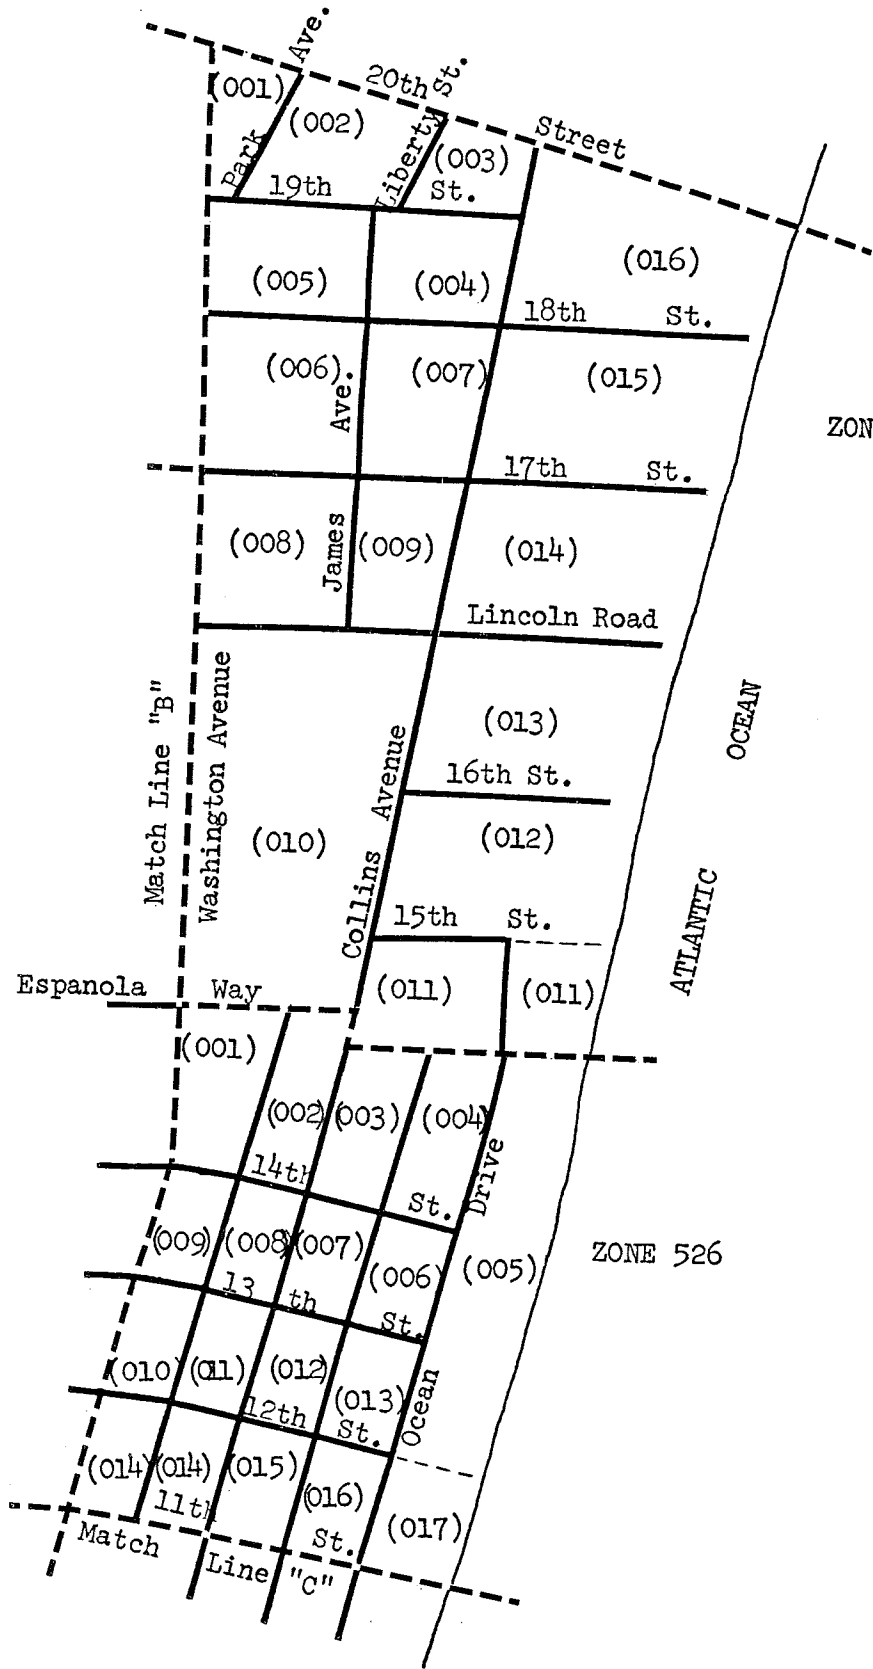 Ave.
(001)
20th
St.
(002)
Liberty
Street
Park
(003)
19th St.
(016)
(005)
(004)
18th St.
(006)
(007)
(015)
Ave.
ZON
17th St.
(008)
James
(009)
(014)
Lincoln Road
Match Line "B"
Washington Avenue
(013)
OCEAN
Avenue
16th St.
(010)
(012)
Collins
15th St.
ATLANTIC
Espanola Way
(011)
(011)
(001)
(002)
(003)
(004)
14th St.
Drive
(009)
(008)
(007)
(006)
(005)
ZONE 526
13 th St.
(010)
(011)
(012)
(013)
Ocean
12th St.
(014)
(014)
(015)
(016)
(017)
11th St.
Match Line "C"